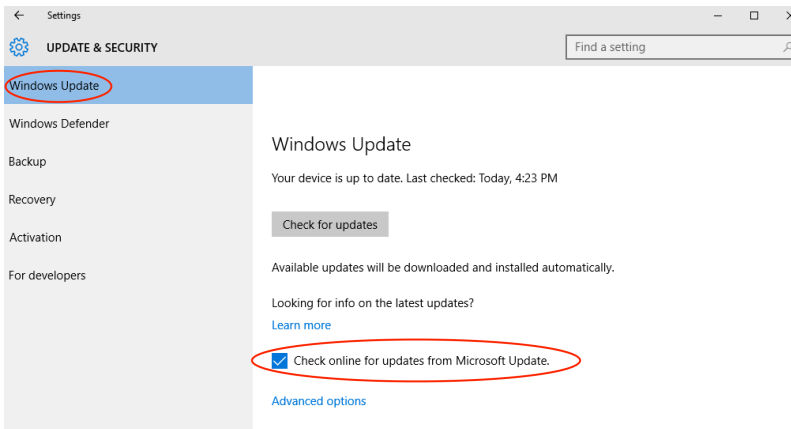 Settings
UPDATE & SECURITY
Find a setting
Windows Update
Windows Defender
Backup
Recovery
Activation
For developers
Windows Update
Your device is up to date. Last checked: Today, 4:23 PM
Check for updates
Available updates will be downloaded and installed automatically.
Looking for info on the latest updates?
Learn more
Check online for updates from Microsoft Update.
Advanced options